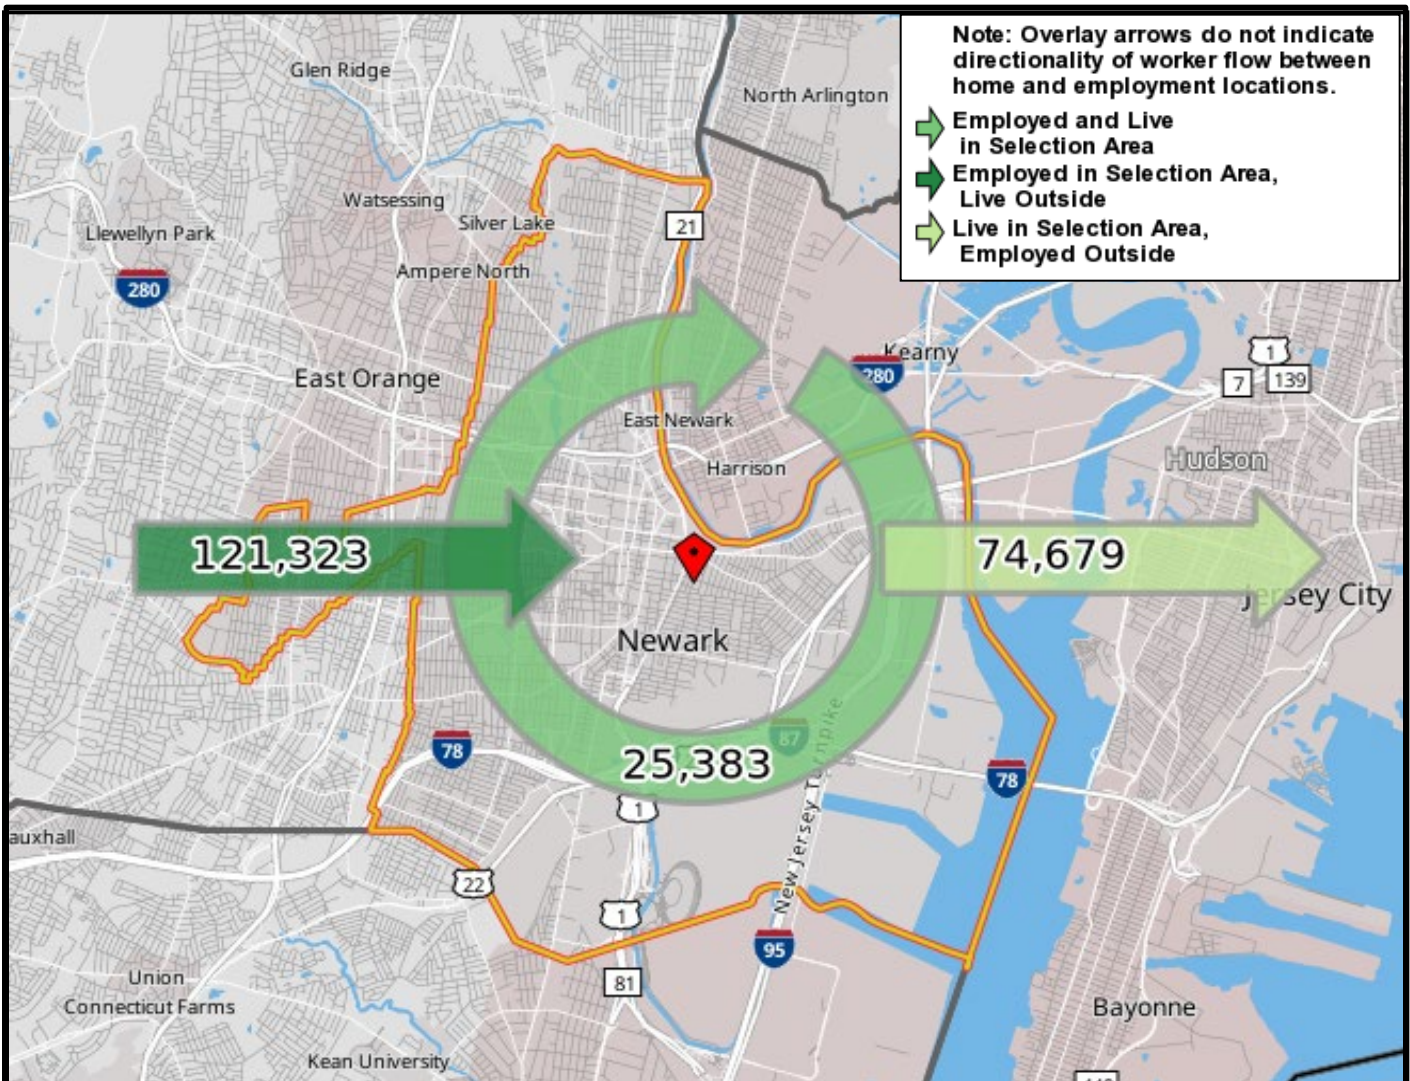 Note: Overlay arrows do not indicate
directionality of worker flow between
home and employment locations.
Employed and Live
in Selection Area
Employed in Selection Area,
Live Outside
Live in Selection Area,
Employed Outside
Glen Ridge
North Arlington
Watsessing
Silver Lake
21
Llewellyn Park
Ampere North
280
Kearny
1
280
7
139
East Orange
East Newark
Harrison
Hudson
121,323
74,679
Jersey City
Newark
78
87
25,383
78
1
New Jersey Turnpike
auxhall
22
1
95
81
Union
Connecticut Farms
Bayonne
Kean University